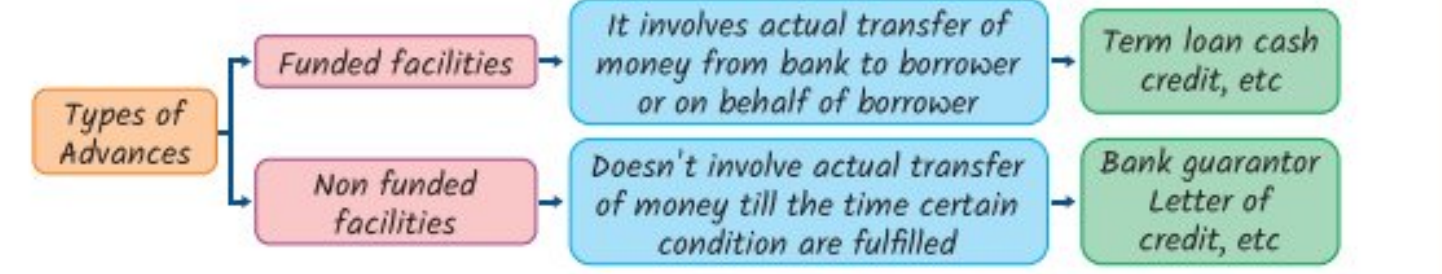 Types of
Advances
Funded facilities
It involves actual transfer of
money from bank to borrower
or on behalf of borrower
Term loan cash
credit, etc
Non funded
facilities
Doesn't involve actual transfer
of money till the time certain
condition are fulfilled
Bank guarantor
Letter of
credit, etc